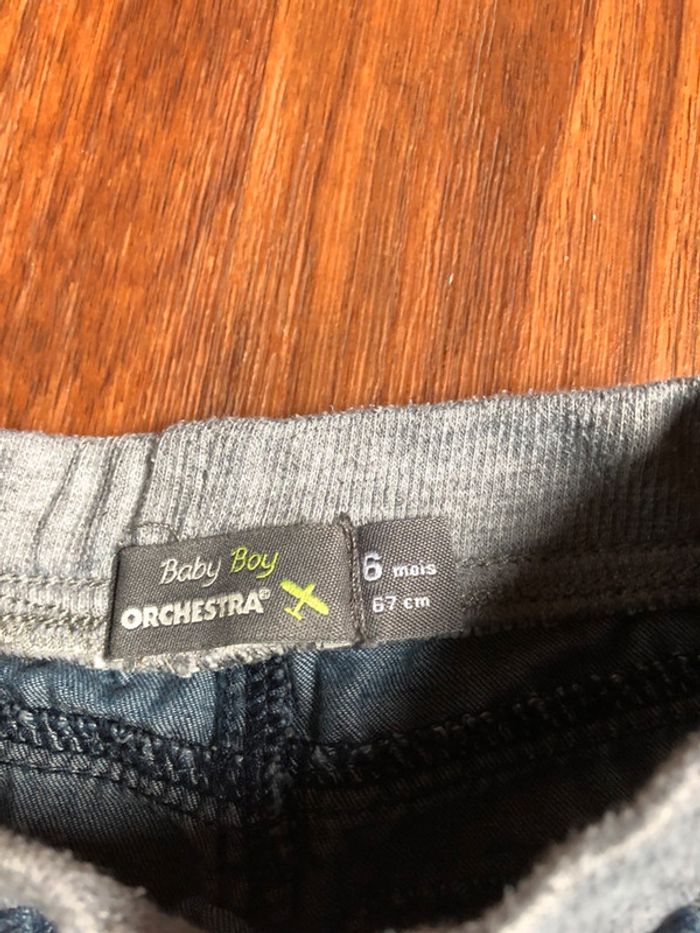 Baby Boy
ORCHESTRA®
6 mois
67 cm